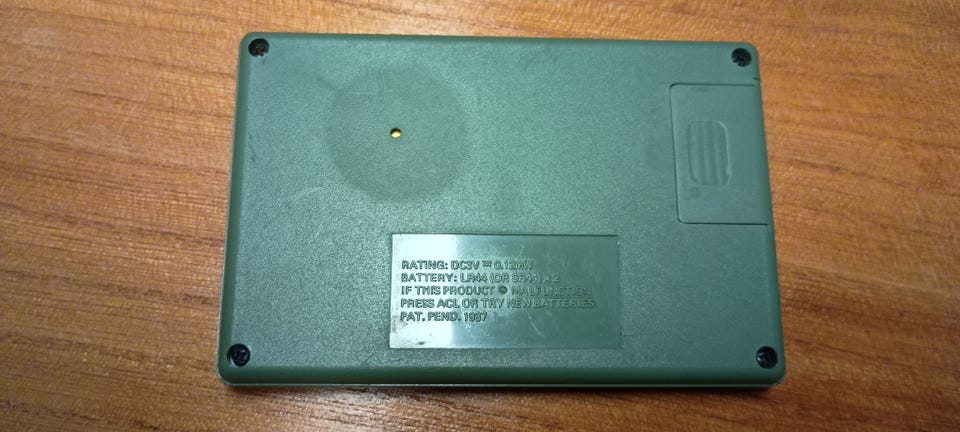 RATING: DC3V ⎓ 0.12mW
BATTERY: LR44 (OR SR44) x2
IF THIS PRODUCT MALFUNCTION,
PRESS ACL OR TRY NEW BATTERIES.
PAT. PEND. 1987